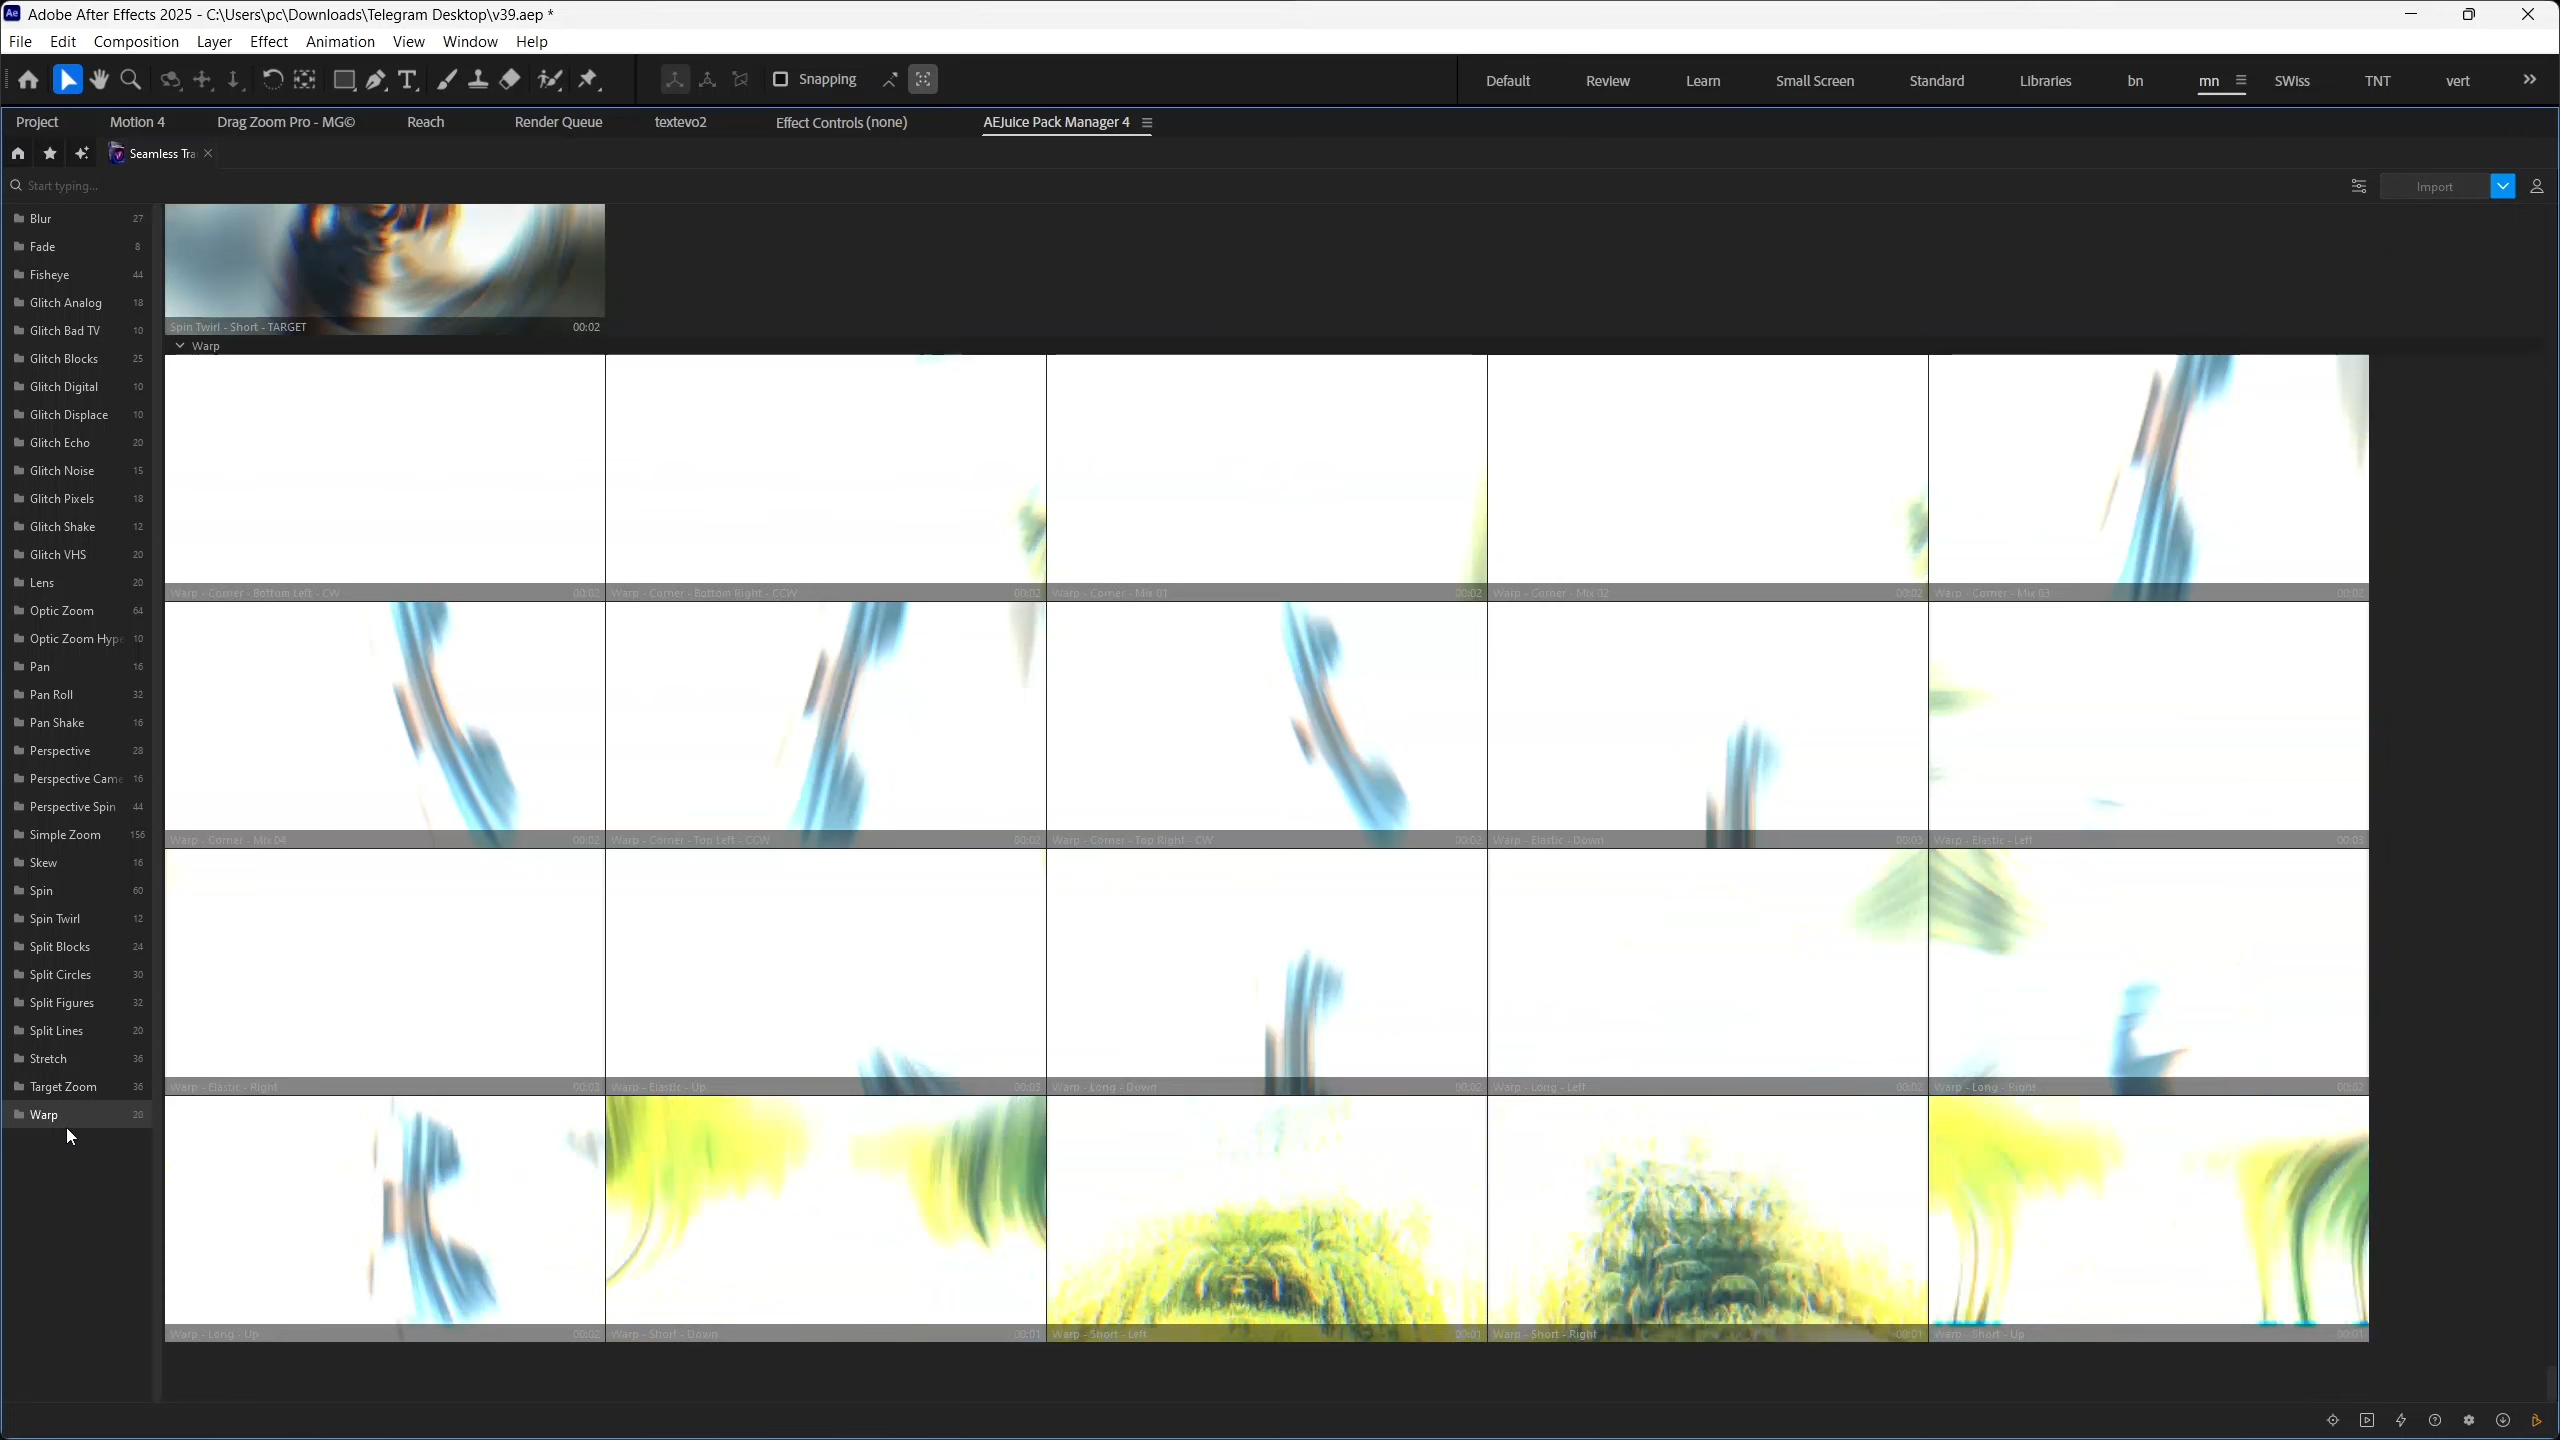 Adobe After Effects 2025 - C:\Users\pc\Downloads\Telegram Desktop\v39.aep *
File Edit Composition Layer Effect Animation View Window Help
Snapping Default Review Learn Small Screen Standard Libraries bn mn SWiss TNT vert
Project Motion 4 Drag Zoom Pro - MG© Reach Render Queue textevo2 Effect Controls (none) AEJuice Pack Manager 4
Seamless Tra
Start typing...
Import
Blur 27
Fade 8
Fisheye 44
Glitch Analog 18
Glitch Bad TV 10
Glitch Blocks 25
Glitch Digital 10
Glitch Displace 10
Glitch Echo 20
Glitch Noise 15
Glitch Pixels 18
Glitch Shake 12
Glitch VHS 20
Lens 20
Optic Zoom 64
Optic Zoom Hype 10
Pan 16
Pan Roll 32
Pan Shake 16
Perspective 28
Perspective Came 16
Perspective Spin 44
Simple Zoom 156
Skew 16
Spin 60
Spin Twirl 12
Split Blocks 24
Split Circles 30
Split Figures 32
Split Lines 20
Stretch 36
Target Zoom 36
Warp 20
Spin Twirl - Short - TARGET 00:02
Warp
Warp - Corner - Bottom Left - CW 00:02 Warp - Corner - Bottom Right - CCW 00:02 Warp - Corner - Mix 01 00:02 Warp - Corner - Mix 02 00:02 Warp - Corner - Mix 03 00:02
Warp - Corner - Mix 04 00:02 Warp - Corner - Top Left - CCW 00:02 Warp - Corner - Top Right - CW 00:02 Warp - Elastic - Down 00:03 Warp - Elastic - Left 00:03
Warp - Elastic - Right 00:03 Warp - Elastic - Up 00:03 Warp - Long - Down 00:02 Warp - Long - Left 00:02 Warp - Long - Right 00:02
Warp - Long - Up 00:02 Warp - Short - Down 00:01 Warp - Short - Left 00:01 Warp - Short - Right 00:01 Warp - Short - Up 00:01